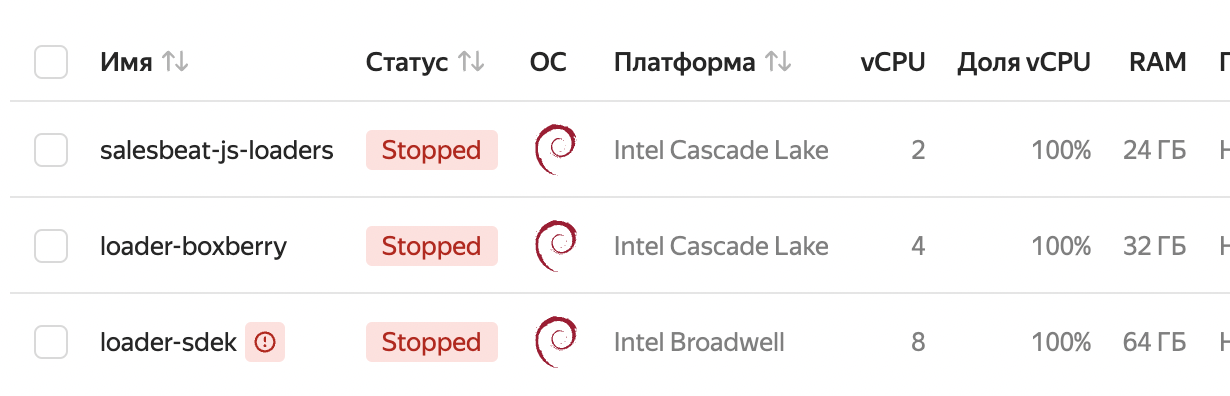 Имя Статус ОС Платформа vCPU Доля vCPU RAM
salesbeat-js-loaders Stopped Intel Cascade Lake 2 100% 24 ГБ
loader-boxberry Stopped Intel Cascade Lake 4 100% 32 ГБ
loader-sdek Stopped Intel Broadwell 8 100% 64 ГБ